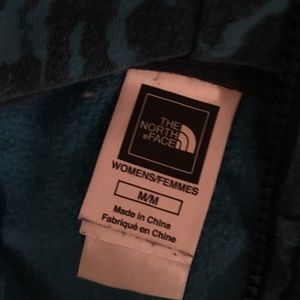 THE
NORTH
FACE
WOMENS/FEMMES
M/M
Made in China
Fabriqué en Chine